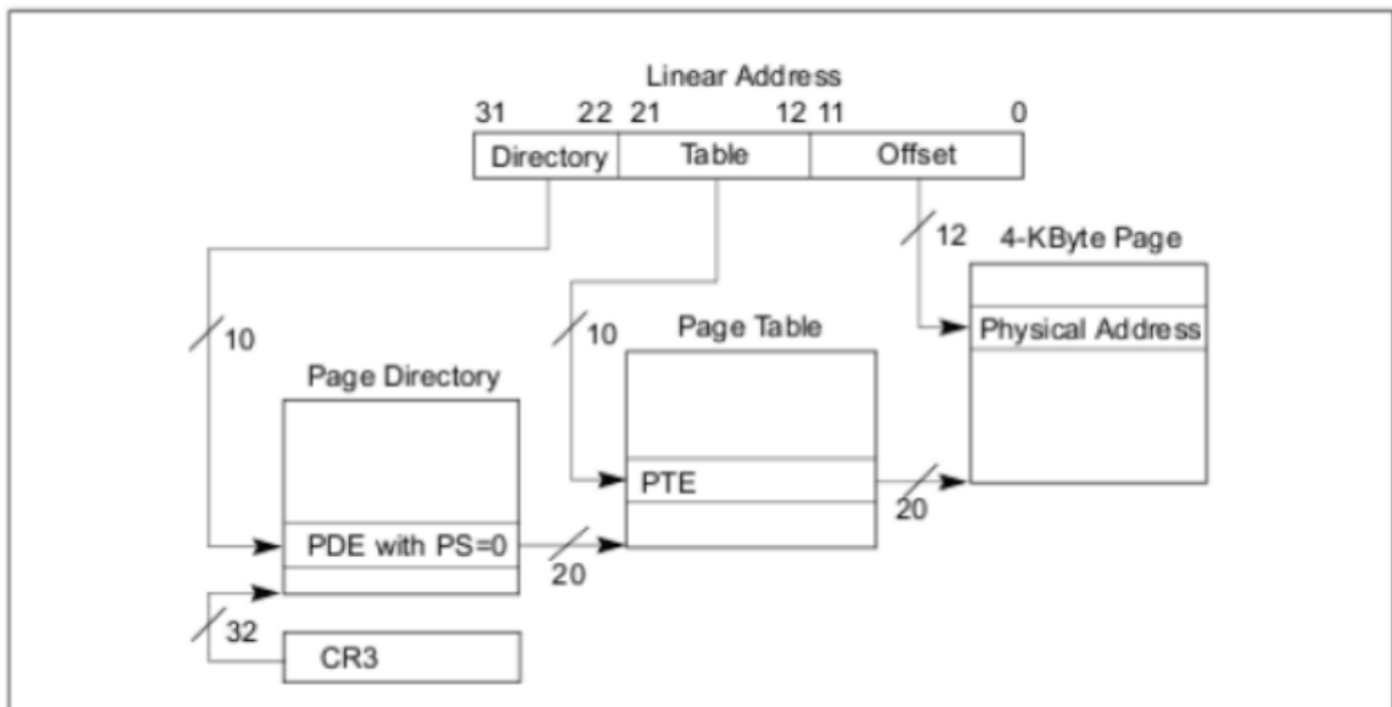 Linear Address
31 22 21 12 11 0
Directory Table Offset
12
4-KByte Page
10
10
Page Table
Physical Address
Page Directory
PTE
20
PDE with PS=0
20
32
CR3